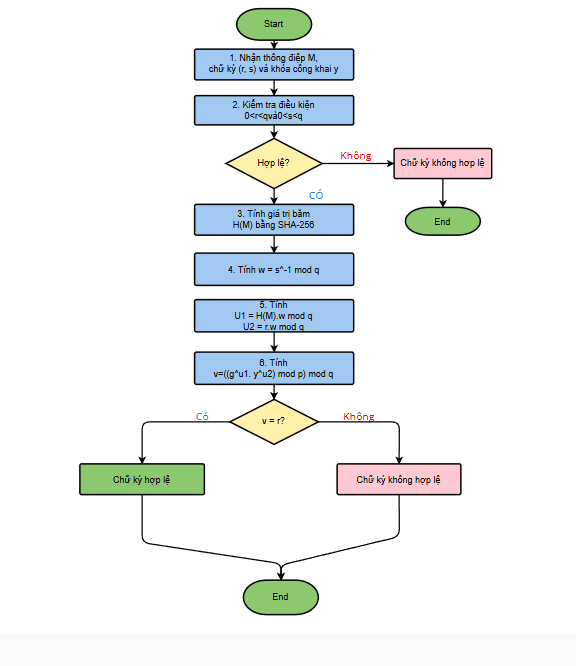 Start
1. Nhận thông điệp M,
chữ ký (r, s) và khóa công khai y
2. Kiểm tra điều kiện
0<r<qvà0<s<q
Hợp lệ?
Không
Chữ ký không hợp lệ
CÓ
End
3. Tính giá trị băm
H(M) bằng SHA-256
4. Tính w = s^-1 mod q
5. Tính
U1 = H(M).w mod q
U2 = r.w mod q
6. Tính
v=((g^u1. y^u2) mod p) mod q
Có
v = r?
Không
Chữ ký hợp lệ
Chữ ký không hợp lệ
End